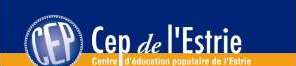 CEP
Cep de l'Estrie
Centre d'éducation populaire de l'Estrie